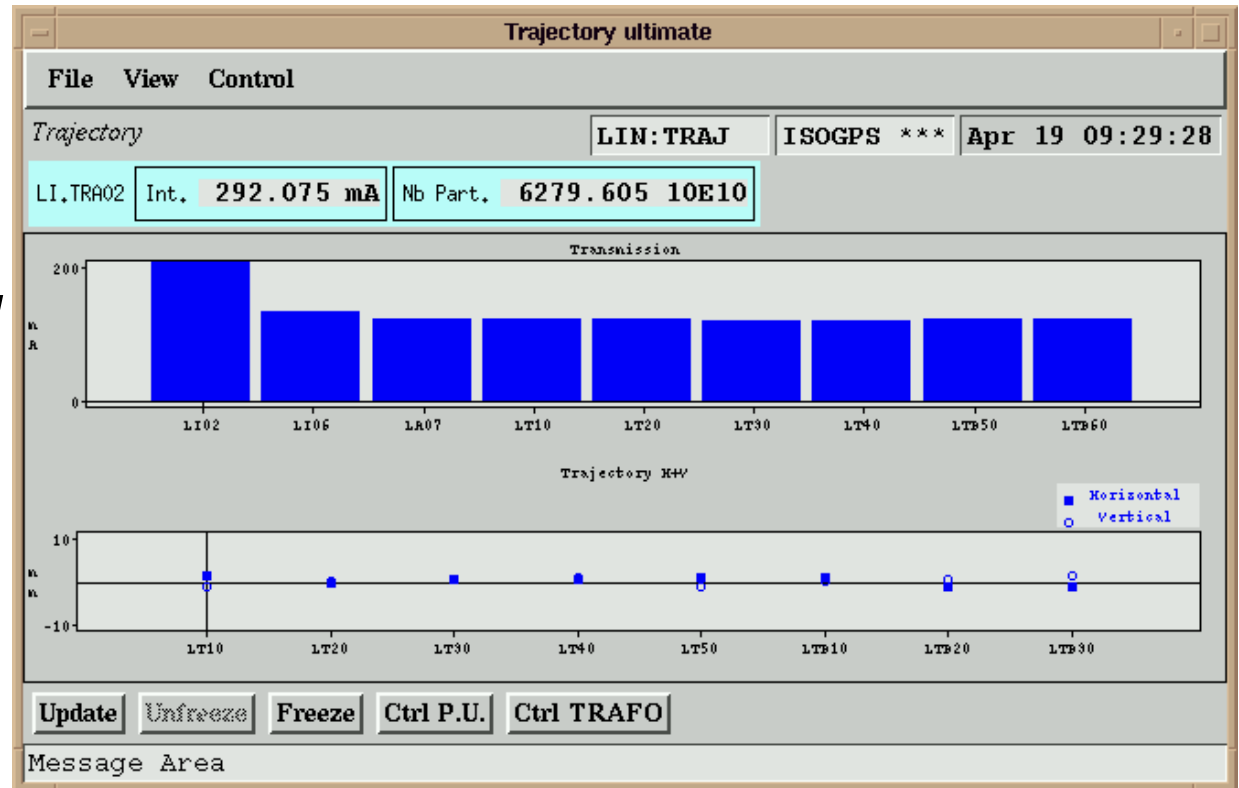 Trajectory ultimate
File View Control
Trajectory LIN:TRAJ ISOGPS *** Apr 19 09:29:28
LI.TRA02 Int. 292.075 mA Nb Part. 6279.605 10E10
Transmission
200
m
A
0
LI02 LI06 LA07 LT10 LT20 LT30 LT40 LTB50 LTB60
Trajectory H+V
Horizontal
Vertical
10
m
m
-10
LT10 LT20 LT30 LT40 LT50 LTB10 LTB20 LTB30
Update Unfreeze Freeze Ctrl P.U. Ctrl TRAFO
Message Area